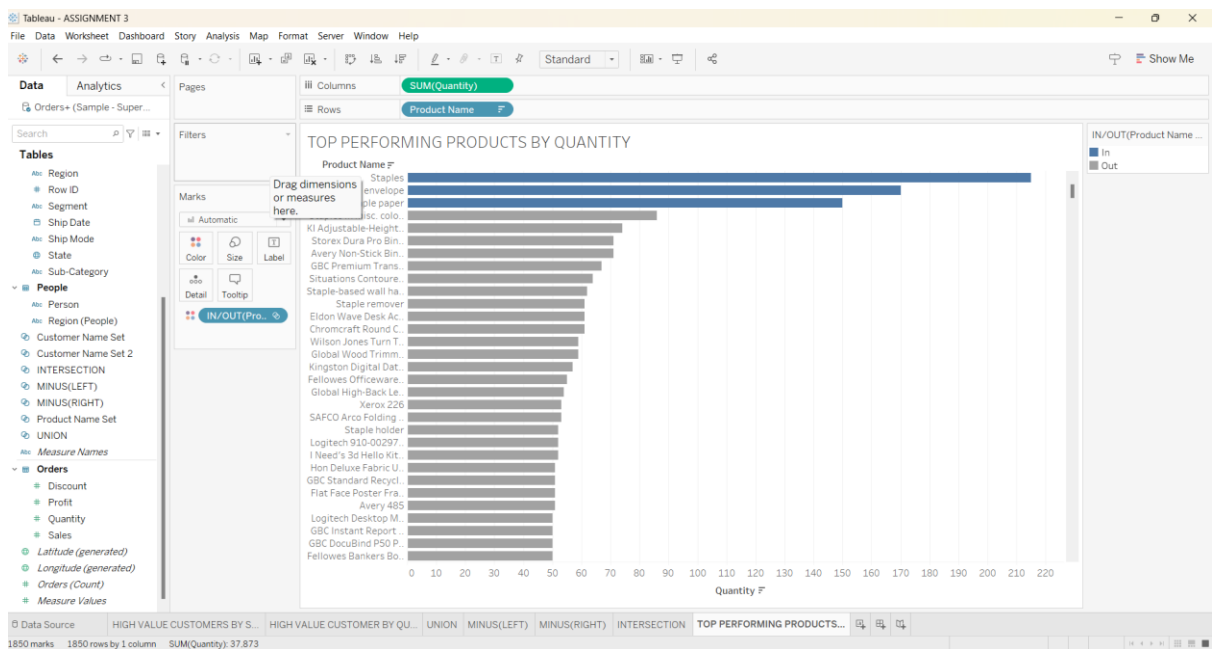 Tableau - ASSIGNMENT 3
File Data Worksheet Dashboard Story Analysis Map Format Server Window Help
Standard
Show Me
Data Analytics
Orders+ (Sample - Super...
Search
Tables
Abc Region
# Row ID
Abc Segment
Ship Date
Abc Ship Mode
State
Abc Sub-Category
People
Abc Person
Abc Region (People)
Customer Name Set
Customer Name Set 2
INTERSECTION
MINUS(LEFT)
MINUS(RIGHT)
Product Name Set
UNION
Abc Measure Names
Orders
# Discount
# Profit
# Quantity
# Sales
Latitude (generated)
Longitude (generated)
# Orders (Count)
# Measure Values
Pages
Filters
Drag dimensions
or measures
here.
Marks
Automatic
Color Size Label
Detail Tooltip
IN/OUT(Pro..
Columns SUM(Quantity)
Rows Product Name
TOP PERFORMING PRODUCTS BY QUANTITY
Product Name
Staples
envelope
ple paper
isc. colo..
KI Adjustable-Height..
Storex Dura Pro Bin..
Avery Non-Stick Bin..
GBC Premium Trans..
Situations Contoure..
Staple-based wall ha..
Staple remover
Eldon Wave Desk Ac..
Chromcraft Round C..
Wilson Jones Turn T..
Global Wood Trimm..
Kingston Digital Dat..
Fellowes Officeware..
Global High-Back Le..
Xerox 226
SAFCO Arco Folding ..
Staple holder
Logitech 910-00297..
I Need's 3d Hello Kit..
Hon Deluxe Fabric U..
GBC Standard Recycl..
Flat Face Poster Fra..
Avery 485
Logitech Desktop M..
GBC Instant Report ..
GBC DocuBind P50 P..
Fellowes Bankers Bo..
0 10 20 30 40 50 60 70 80 90 100 110 120 130 140 150 160 170 180 190 200 210 220
Quantity
IN/OUT(Product Name ...
In
Out
Data Source HIGH VALUE CUSTOMERS BY S... HIGH VALUE CUSTOMER BY QU... UNION MINUS(LEFT) MINUS(RIGHT) INTERSECTION TOP PERFORMING PRODUCTS...
1850 marks 1850 rows by 1 column SUM(Quantity): 37,873